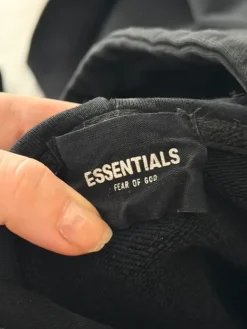 ESSENTIALS
FEAR OF GOD